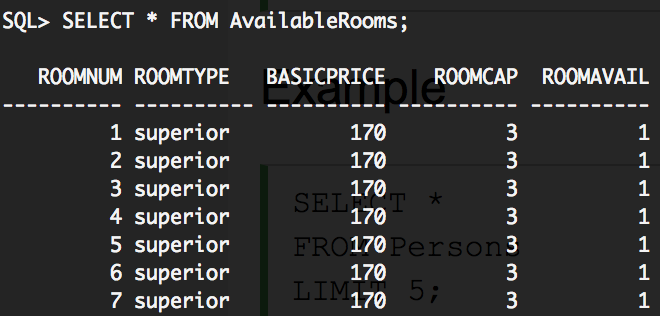 SQL> SELECT * FROM AvailableRooms;
ROOMNUM ROOMTYPE BASICPRICE ROOMCAP ROOMAVAIL
---------- ---------- ---------- ---------- ----------
1 superior 170 3 1
2 superior 170 3 1
3 superior 170 3 1
4 superior 170 3 1
5 superior 170 3 1
6 superior 170 3 1
7 superior 170 3 1
Example
SELECT *
FROM Persons
LIMIT 5;